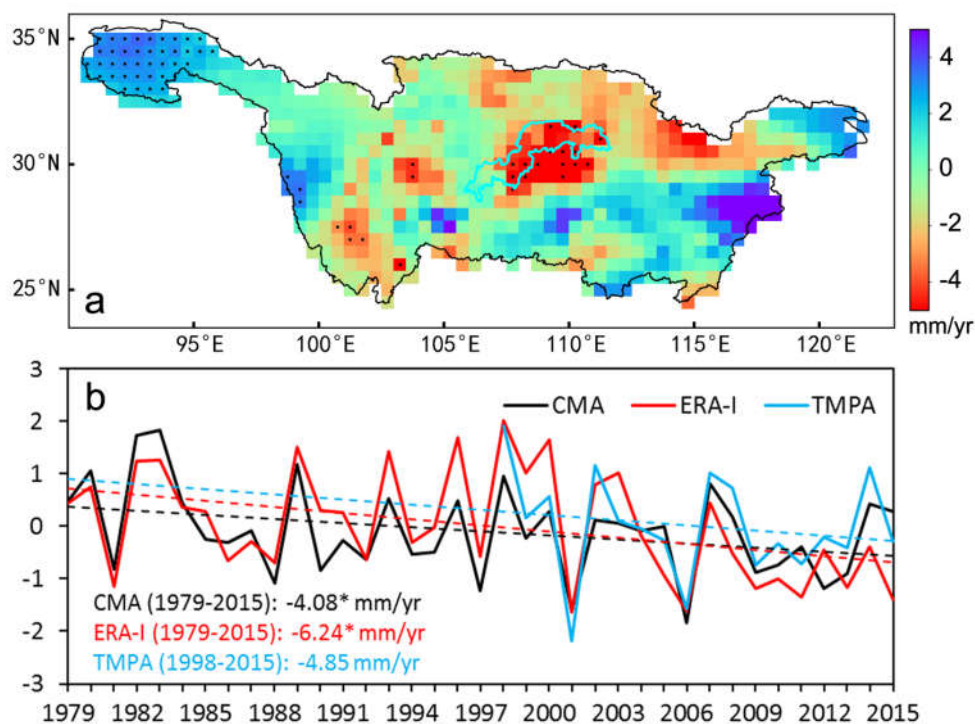 35°N
30°N
25°N
a
95°E 100°E 105°E 110°E 115°E 120°E
4
2
0
-2
-4
mm/yr
b
CMA ERA-I TMPA
3
2
1
0
-1
-2
-3
CMA (1979-2015): -4.08* mm/yr
ERA-I (1979-2015): -6.24* mm/yr
TMPA (1998-2015): -4.85 mm/yr
1979 1982 1985 1988 1991 1994 1997 2000 2003 2006 2009 2012 2015